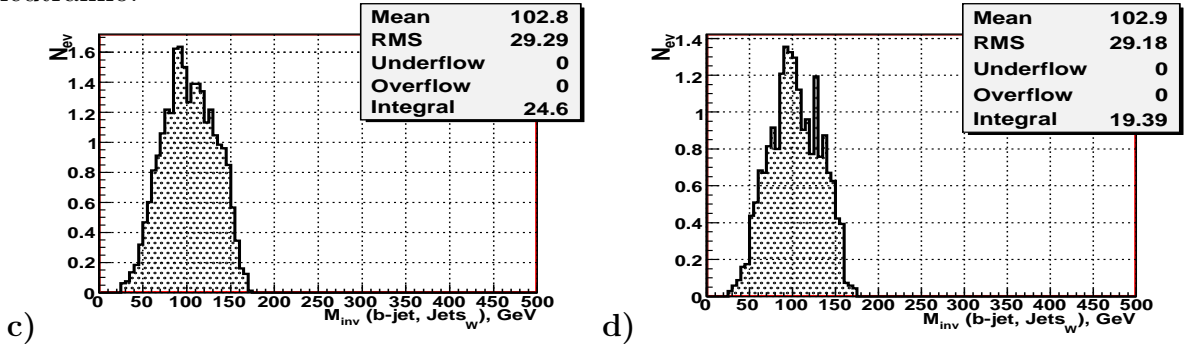 Mean 102.8
RMS 29.29
Underflow 0
Overflow 0
Integral 24.6
N_ev
1.6
1.4
1.2
1
0.8
0.6
0.4
0.2
0
0 50 100 150 200 250 300 350 400 450 500
M_inv (b-jet, Jets_W), GeV
c)
Mean 102.9
RMS 29.18
Underflow 0
Overflow 0
Integral 19.39
N_ev
1.4
1.2
1
0.8
0.6
0.4
0.2
0
0 50 100 150 200 250 300 350 400 450 500
M_inv (b-jet, Jets_W), GeV
d)